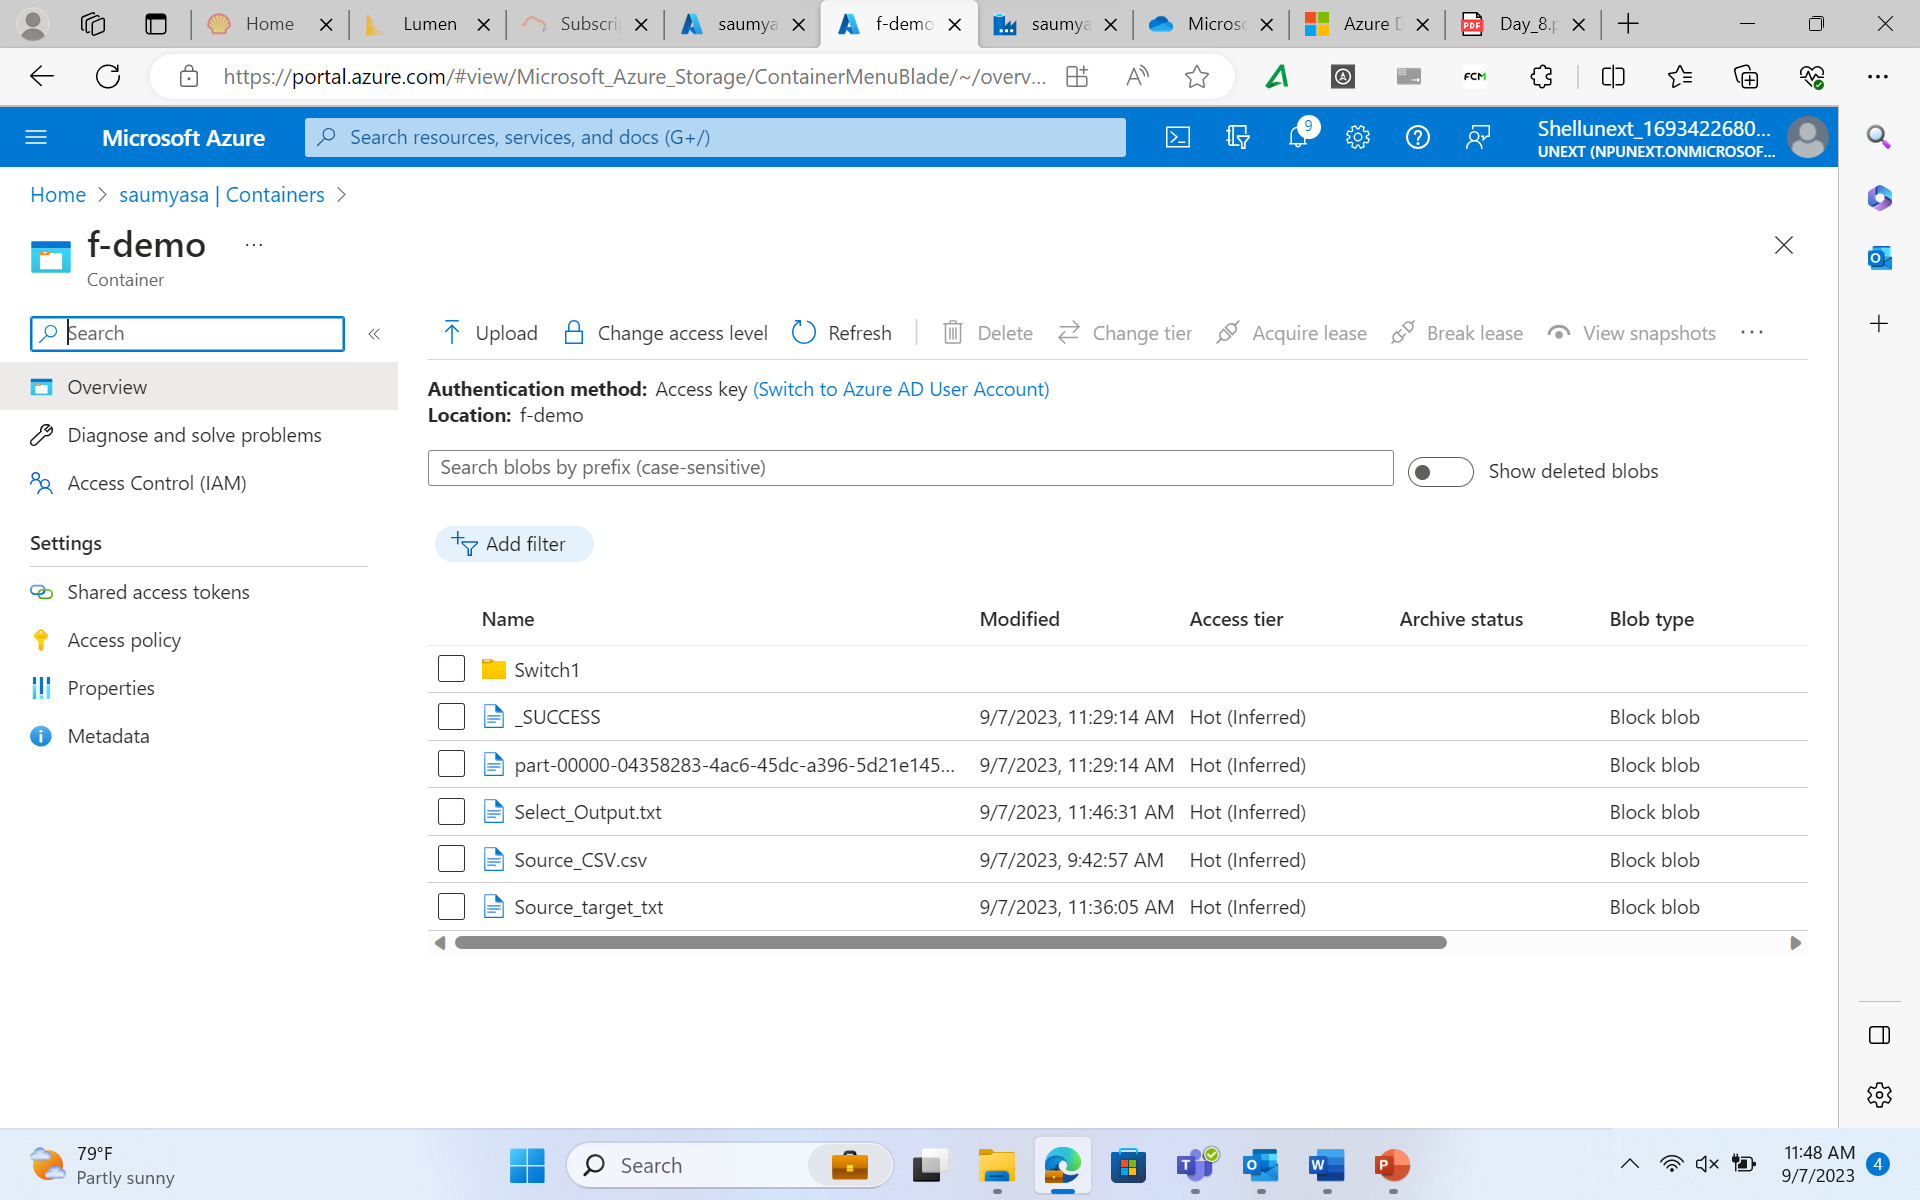 Home
Lumen
Subscri
saumya
f-demo
saumya
Micros
Azure D
Day_8.p
https://portal.azure.com/#view/Microsoft_Azure_Storage/ContainerMenuBlade/~/overv...
FCM
Microsoft Azure
Search resources, services, and docs (G+/)
9
Shellunext_1693422680...
UNEXT (NPUNEXT.ONMICROSOF...
Home > saumyasa | Containers >
f-demo ...
Container
Search
«
Upload Change access level Refresh Delete Change tier Acquire lease Break lease View snapshots ...
Overview
Diagnose and solve problems
Access Control (IAM)
Settings
Shared access tokens
Access policy
Properties
Metadata
Authentication method: Access key (Switch to Azure AD User Account)
Location: f-demo
Search blobs by prefix (case-sensitive)
Show deleted blobs
Add filter
Name Modified Access tier Archive status Blob type
Switch1
_SUCCESS 9/7/2023, 11:29:14 AM Hot (Inferred) Block blob
part-00000-04358283-4ac6-45dc-a396-5d21e145... 9/7/2023, 11:29:14 AM Hot (Inferred) Block blob
Select_Output.txt 9/7/2023, 11:46:31 AM Hot (Inferred) Block blob
Source_CSV.csv 9/7/2023, 9:42:57 AM Hot (Inferred) Block blob
Source_target_txt 9/7/2023, 11:36:05 AM Hot (Inferred) Block blob
79°F
Partly sunny
Search
11:48 AM
9/7/2023
4